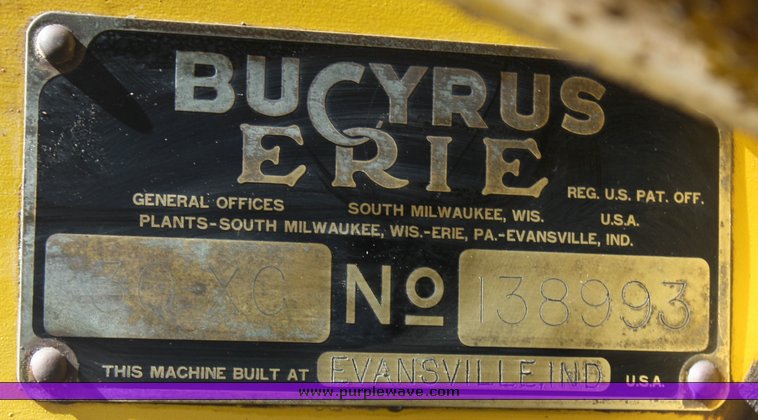 BUCYRUS
ERIE
REG. U.S. PAT. OFF.
GENERAL OFFICES SOUTH MILWAUKEE, WIS. U.S.A.
PLANTS-SOUTH MILWAUKEE, WIS.-ERIE, PA.-EVANSVILLE, IND.
No 138993
THIS MACHINE BUILT AT EVANSVILLE, IND U.S.A.
www.purplewave.com